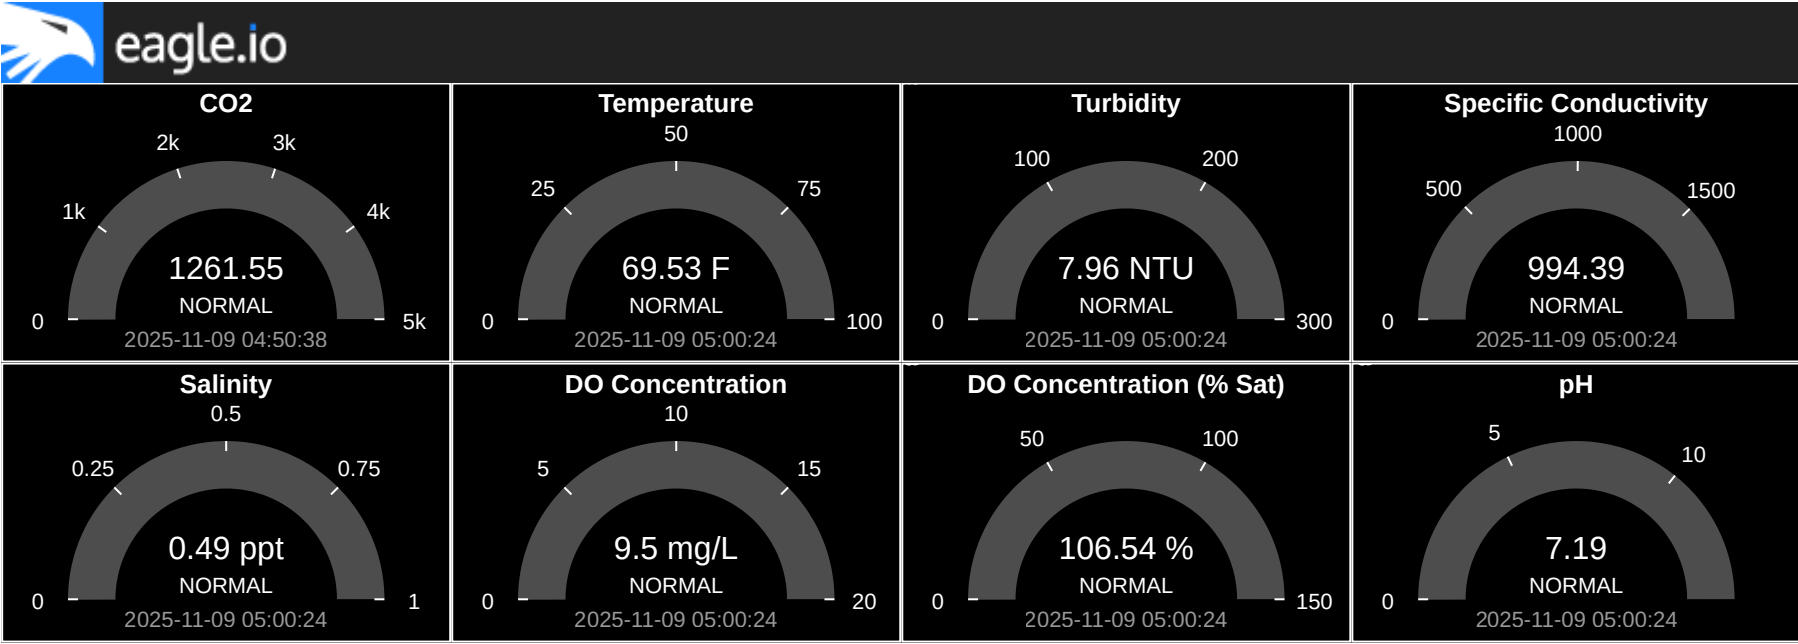 eagle.io
CO2
2k
3k
1k
4k
1261.55
NORMAL
0
5k
2025-11-09 04:50:38
Temperature
50
25
75
69.53 F
NORMAL
0
100
2025-11-09 05:00:24
Turbidity
100
200
7.96 NTU
NORMAL
0
300
2025-11-09 05:00:24
Specific Conductivity
1000
500
1500
994.39
NORMAL
0
2025-11-09 05:00:24
Salinity
0.5
0.25
0.75
0.49 ppt
NORMAL
0
1
2025-11-09 05:00:24
DO Concentration
10
5
15
9.5 mg/L
NORMAL
0
20
2025-11-09 05:00:24
DO Concentration (% Sat)
50
100
106.54 %
NORMAL
0
150
2025-11-09 05:00:24
pH
5
10
7.19
NORMAL
0
2025-11-09 05:00:24